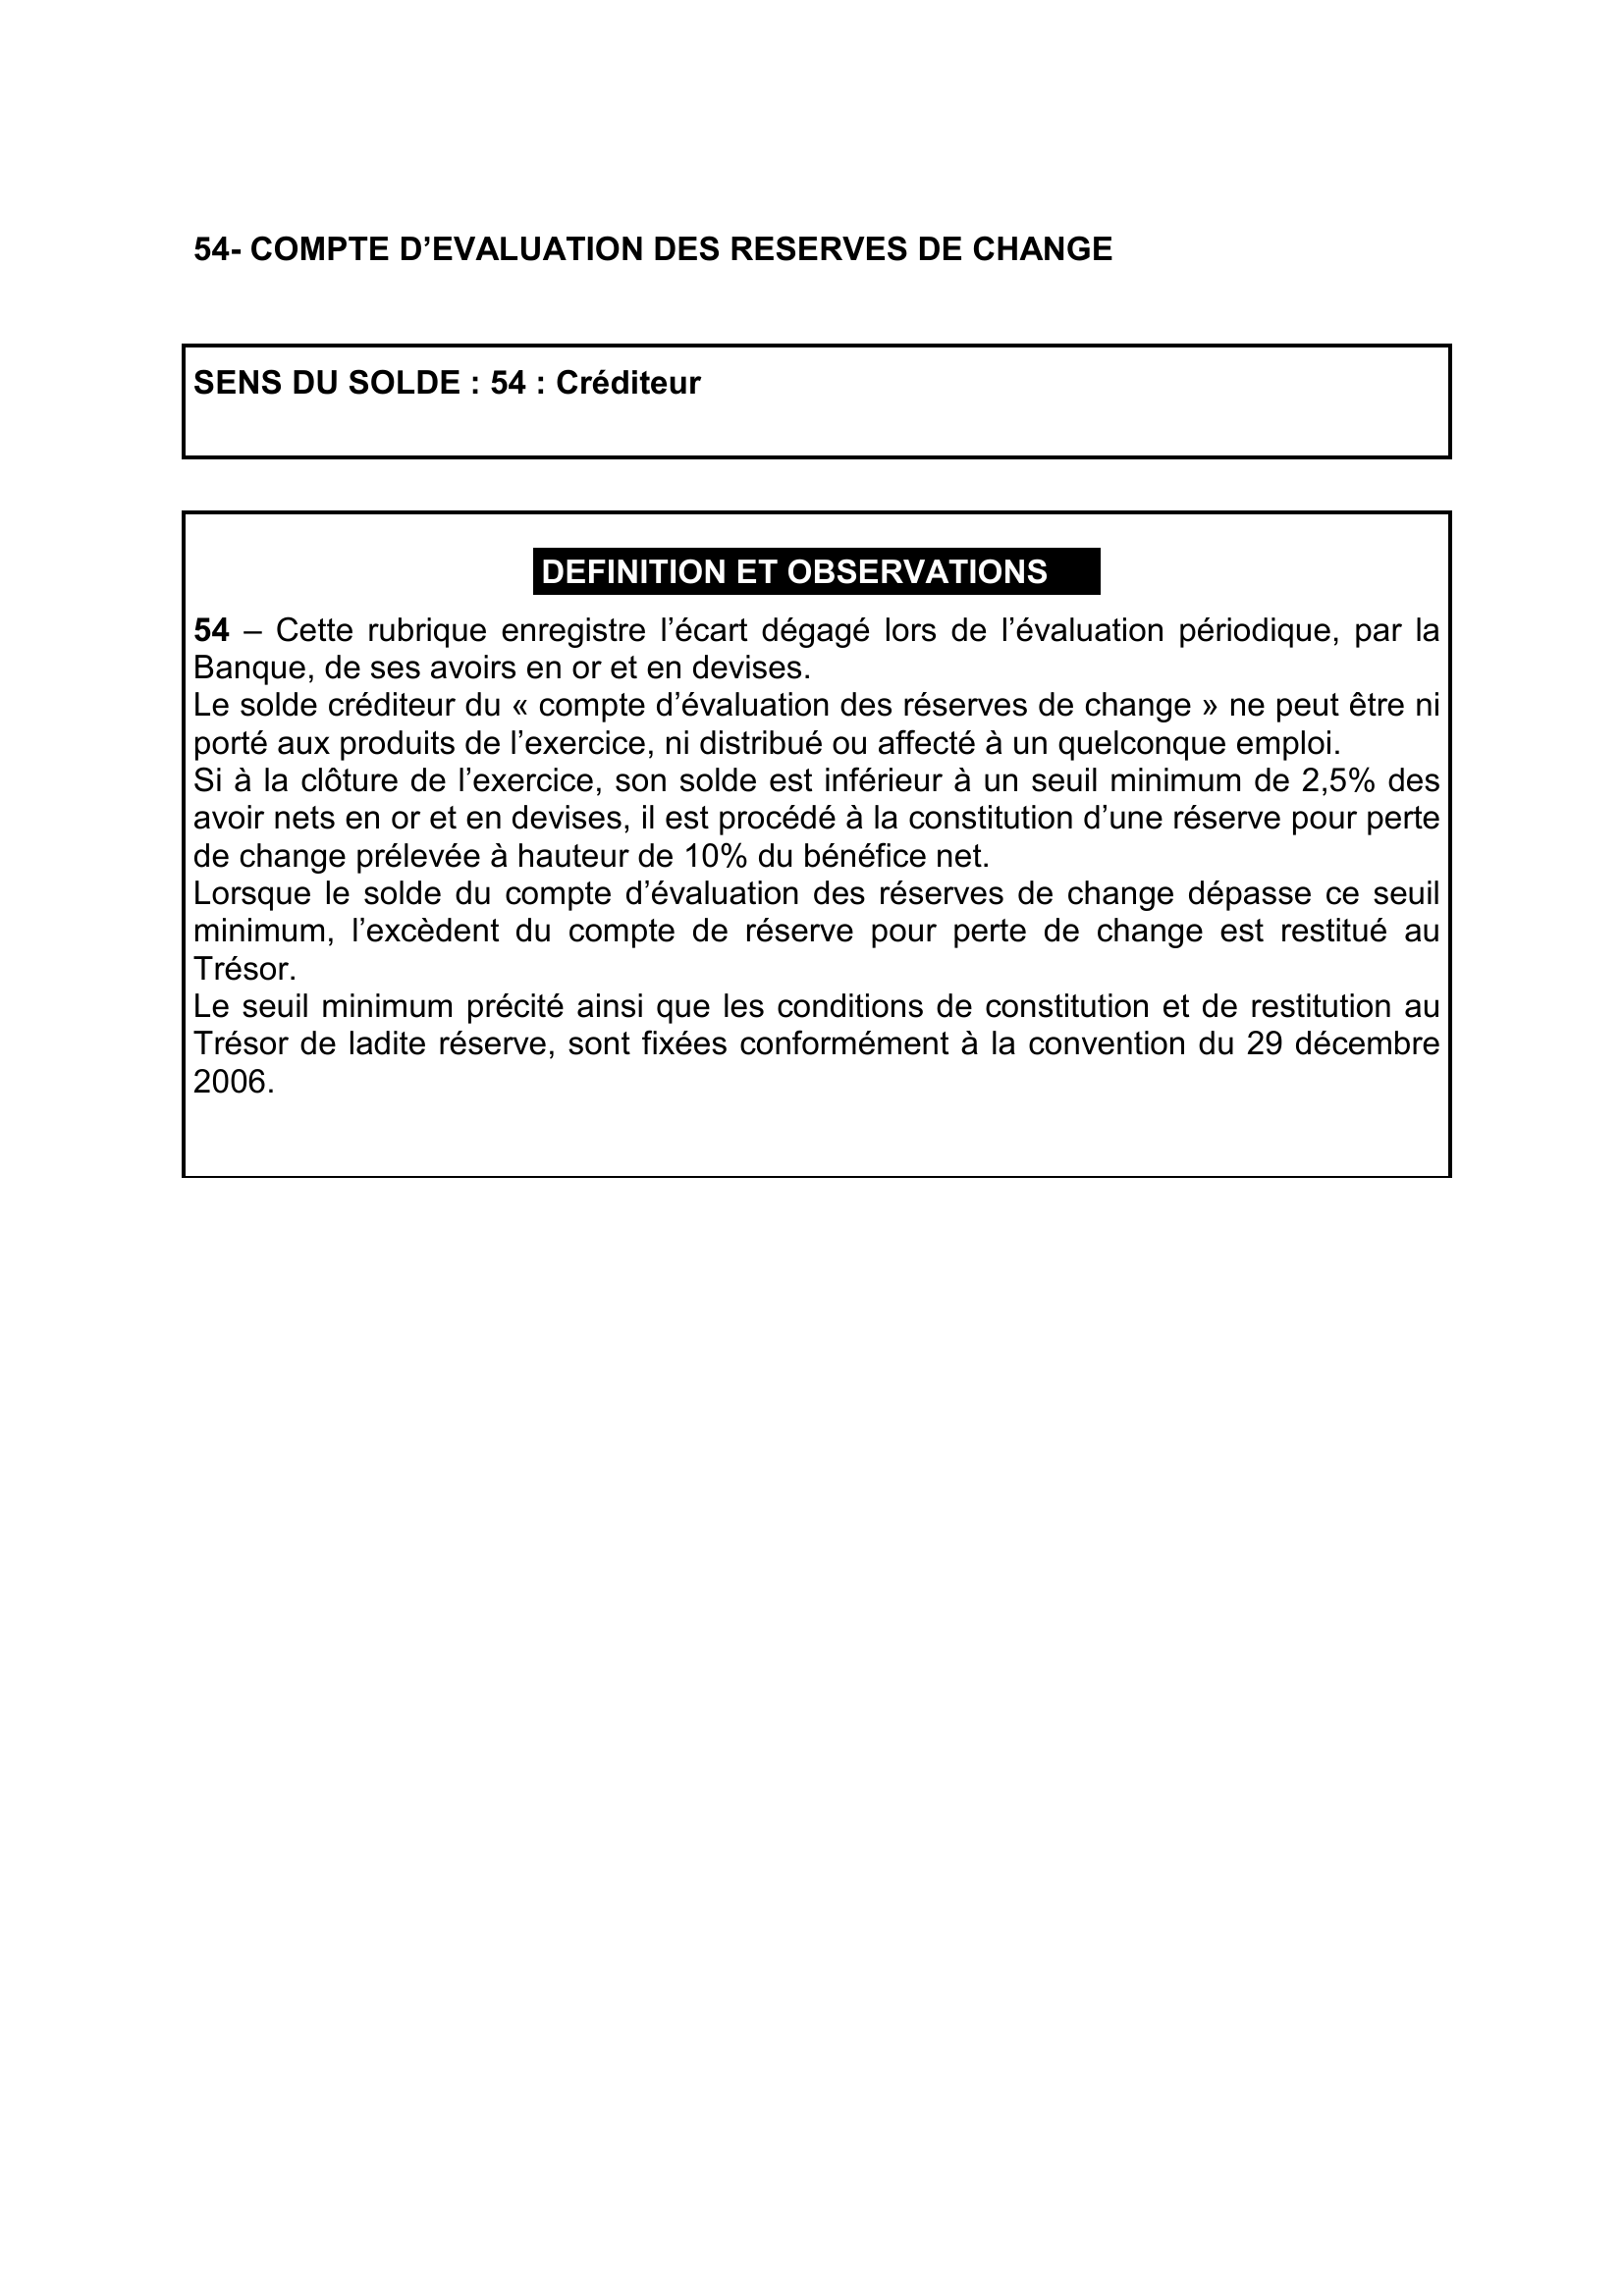 54- COMPTE D’EVALUATION DES RESERVES DE CHANGE
SENS DU SOLDE : 54 : Créditeur
DEFINITION ET OBSERVATIONS
54 – Cette rubrique enregistre l’écart dégagé lors de l’évaluation périodique, par la
Banque, de ses avoirs en or et en devises.
Le solde créditeur du « compte d’évaluation des réserves de change » ne peut être ni
porté aux produits de l’exercice, ni distribué ou affecté à un quelconque emploi.
Si à la clôture de l’exercice, son solde est inférieur à un seuil minimum de 2,5% des
avoir nets en or et en devises, il est procédé à la constitution d’une réserve pour perte
de change prélevée à hauteur de 10% du bénéfice net.
Lorsque le solde du compte d’évaluation des réserves de change dépasse ce seuil
minimum, l’excèdent du compte de réserve pour perte de change est restitué au
Trésor.
Le seuil minimum précité ainsi que les conditions de constitution et de restitution au
Trésor de ladite réserve, sont fixées conformément à la convention du 29 décembre
2006.